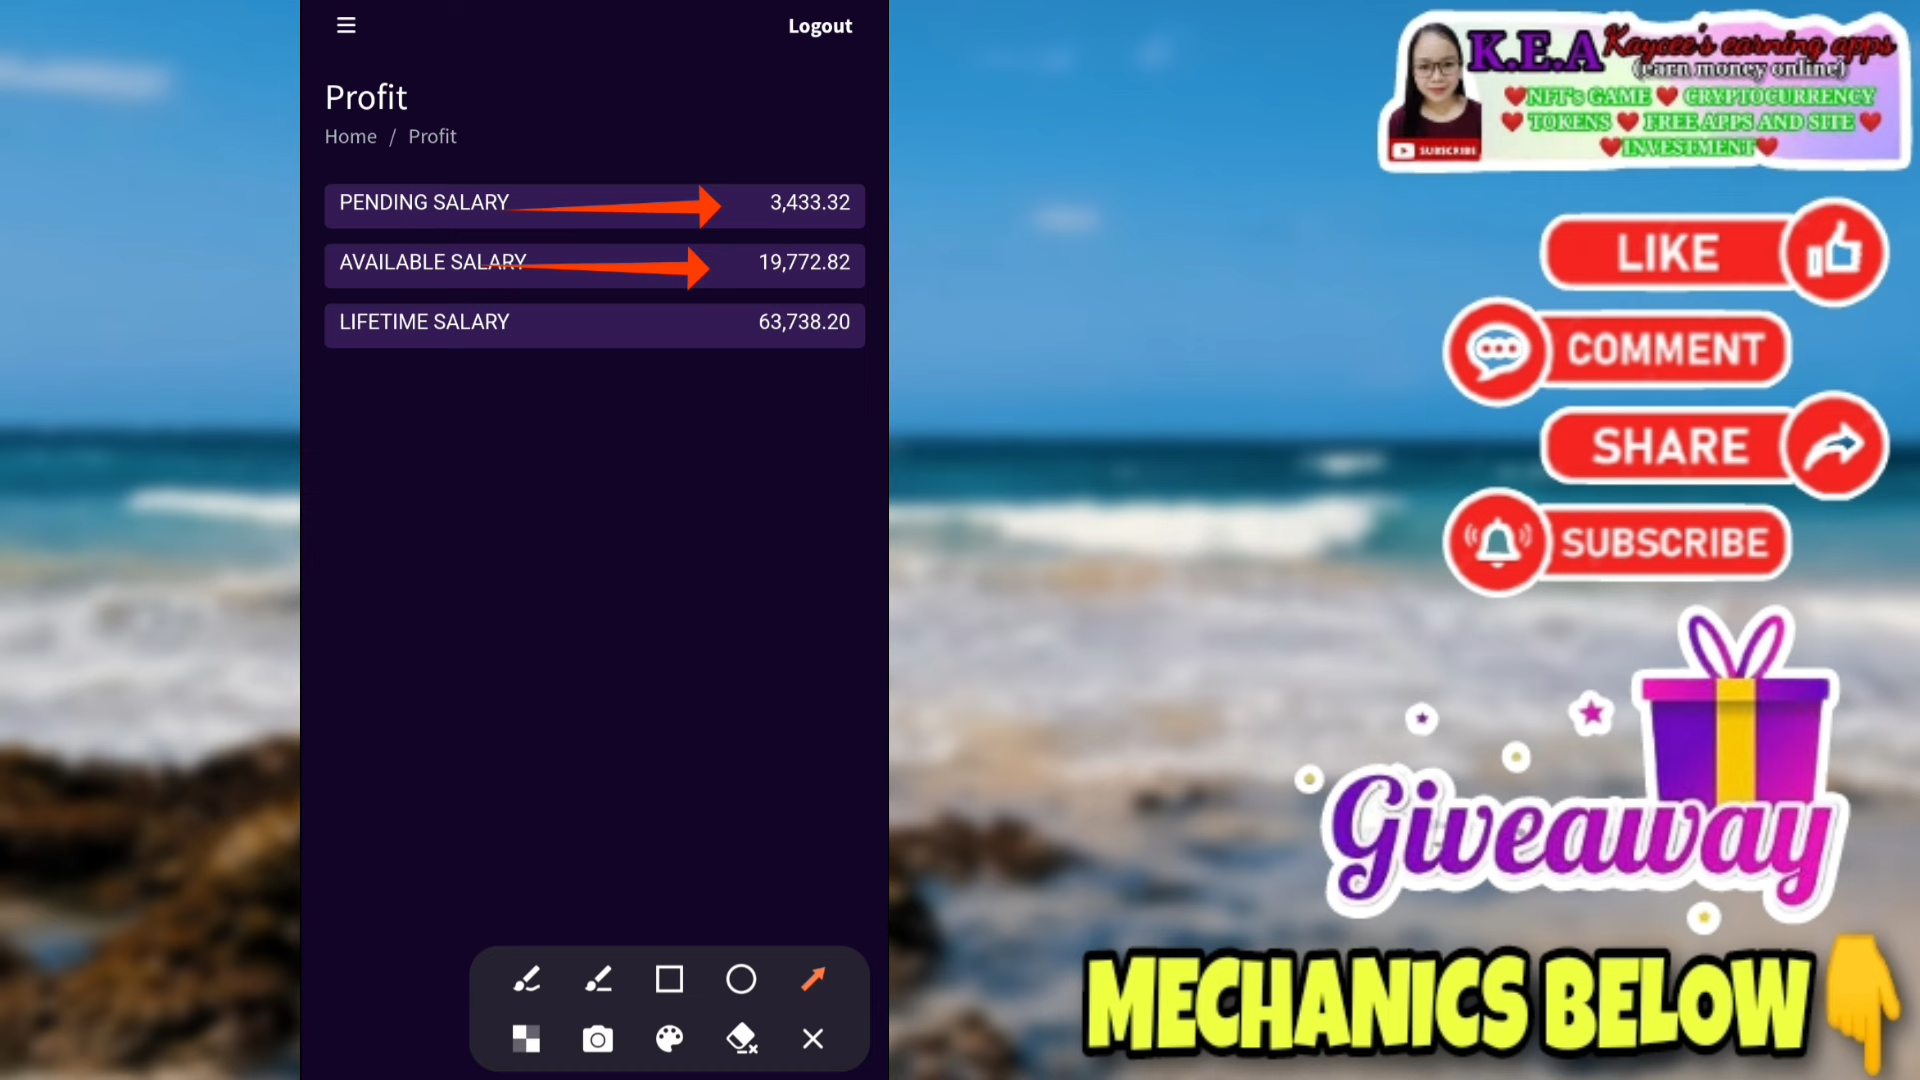 Logout
Profit
Home / Profit
PENDING SALARY 3,433.32
AVAILABLE SALARY 19,772.82
LIFETIME SALARY 63,738.20
K.E.A Kaycee's earning apps
(earn money online)
NFT's GAME CRYPTOCURRENCY
TOKENS FREE APPS AND SITE
INVESTMENT
SUBSCRIBE
LIKE
COMMENT
SHARE
SUBSCRIBE
Giveaway
MECHANICS BELOW